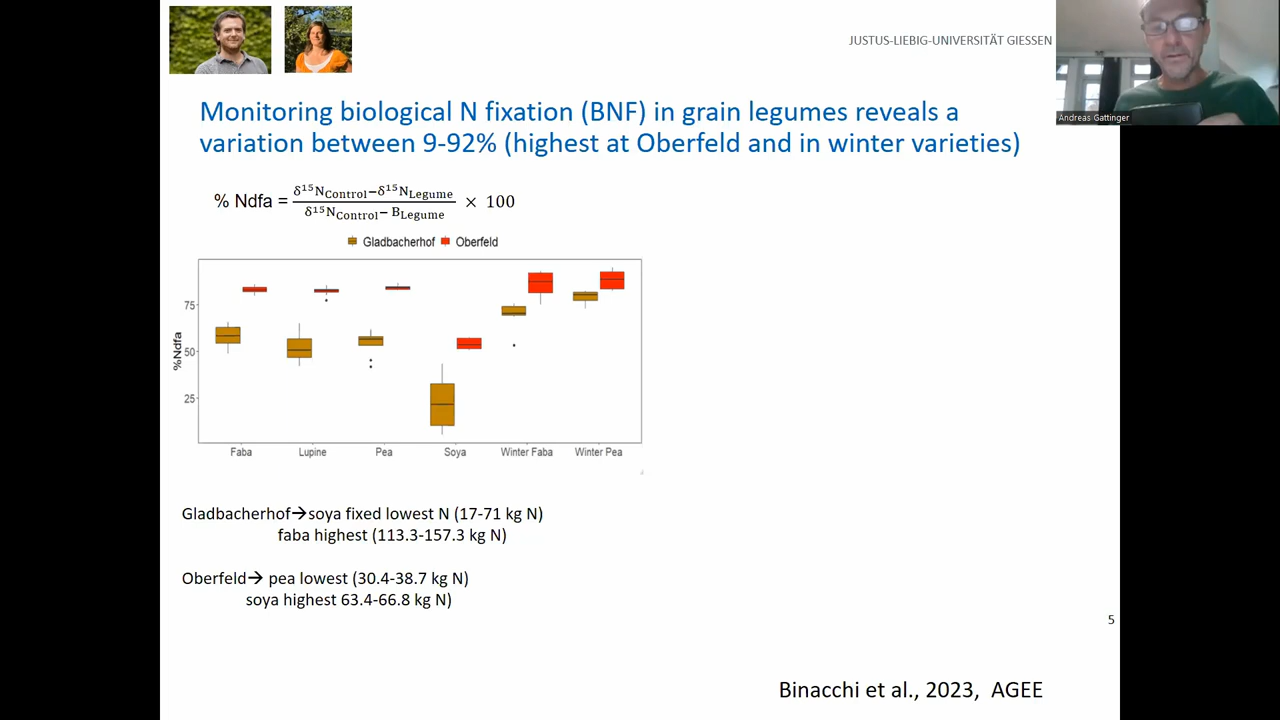 JUSTUS-LIEBIG-UNIVERSITÄT GIESSEN
Andreas Gattinger
Monitoring biological N fixation (BNF) in grain legumes reveals a
variation between 9-92% (highest at Oberfeld and in winter varieties)
% Ndfa = (δ¹⁵N_Control − δ¹⁵N_Legume) / (δ¹⁵N_Control − B_Legume) × 100
Gladbacherhof Oberfeld
%Ndfa
75
50
25
Faba Lupine Pea Soya Winter Faba Winter Pea
Gladbacherhof→soya fixed lowest N (17-71 kg N)
faba highest (113.3-157.3 kg N)
Oberfeld→ pea lowest (30.4-38.7 kg N)
soya highest 63.4-66.8 kg N)
5
Binacchi et al., 2023, AGEE